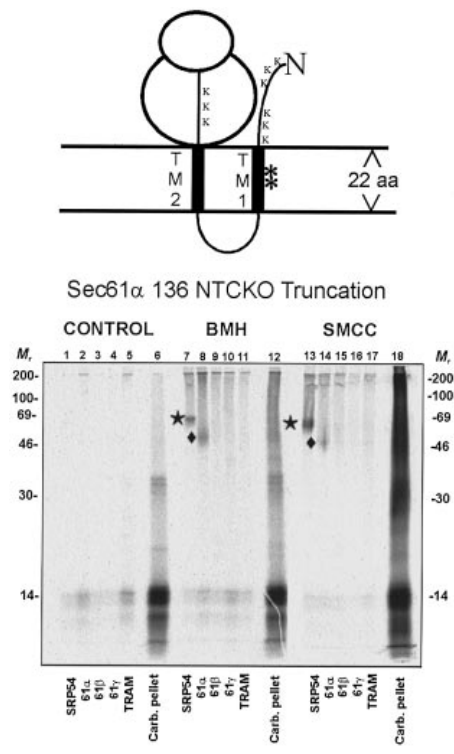 N
K K K K
K K K
K K K
T M 2
T M 1
**
22 aa
Sec61α 136 NTCKO Truncation
CONTROL BMH SMCC
Mr 1 2 3 4 5 6 7 8 9 10 11 12 13 14 15 16 17 18 Mr
200- -200
100- -100
69- ★ ★ -69
46- ♦ ♦ -46
30- -30
14- -14
SRP54 61α 61β 61γ TRAM Carb. pellet SRP54 61α 61β 61γ TRAM Carb. pellet SRP54 61α 61β 61γ TRAM Carb. pellet